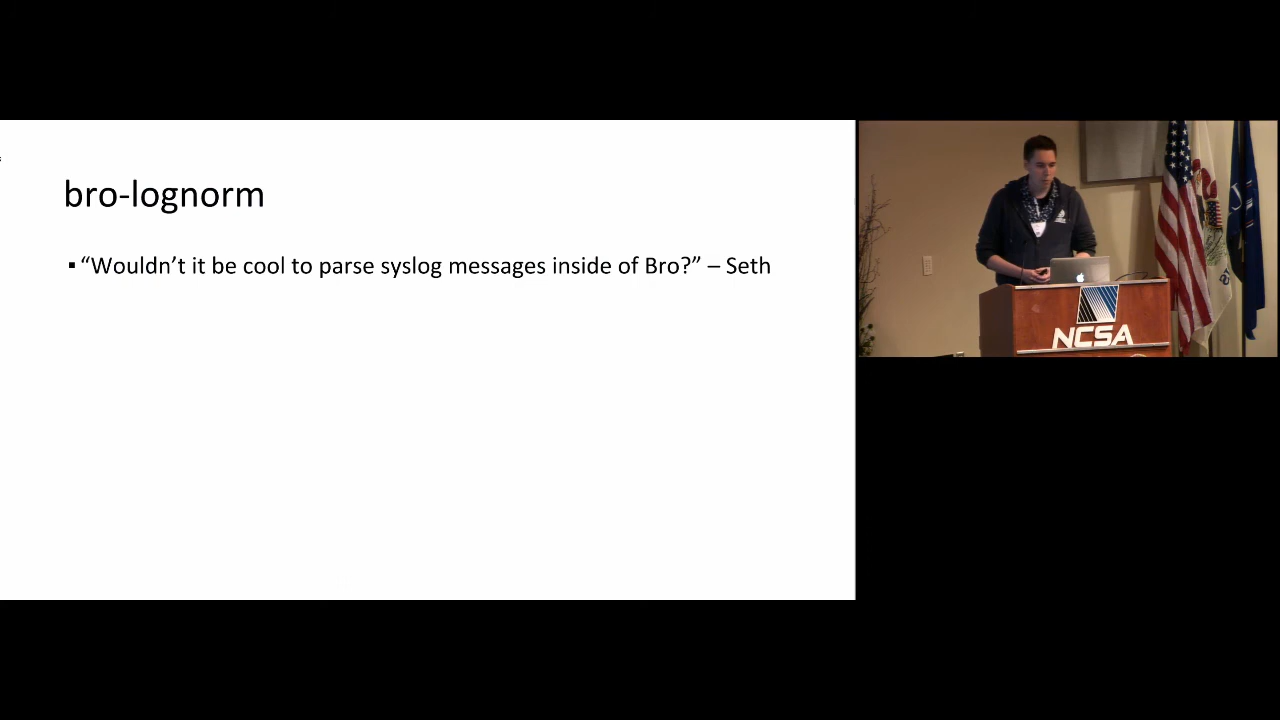 bro-lognorm
▪ “Wouldn’t it be cool to parse syslog messages inside of Bro?” – Seth
NCSA